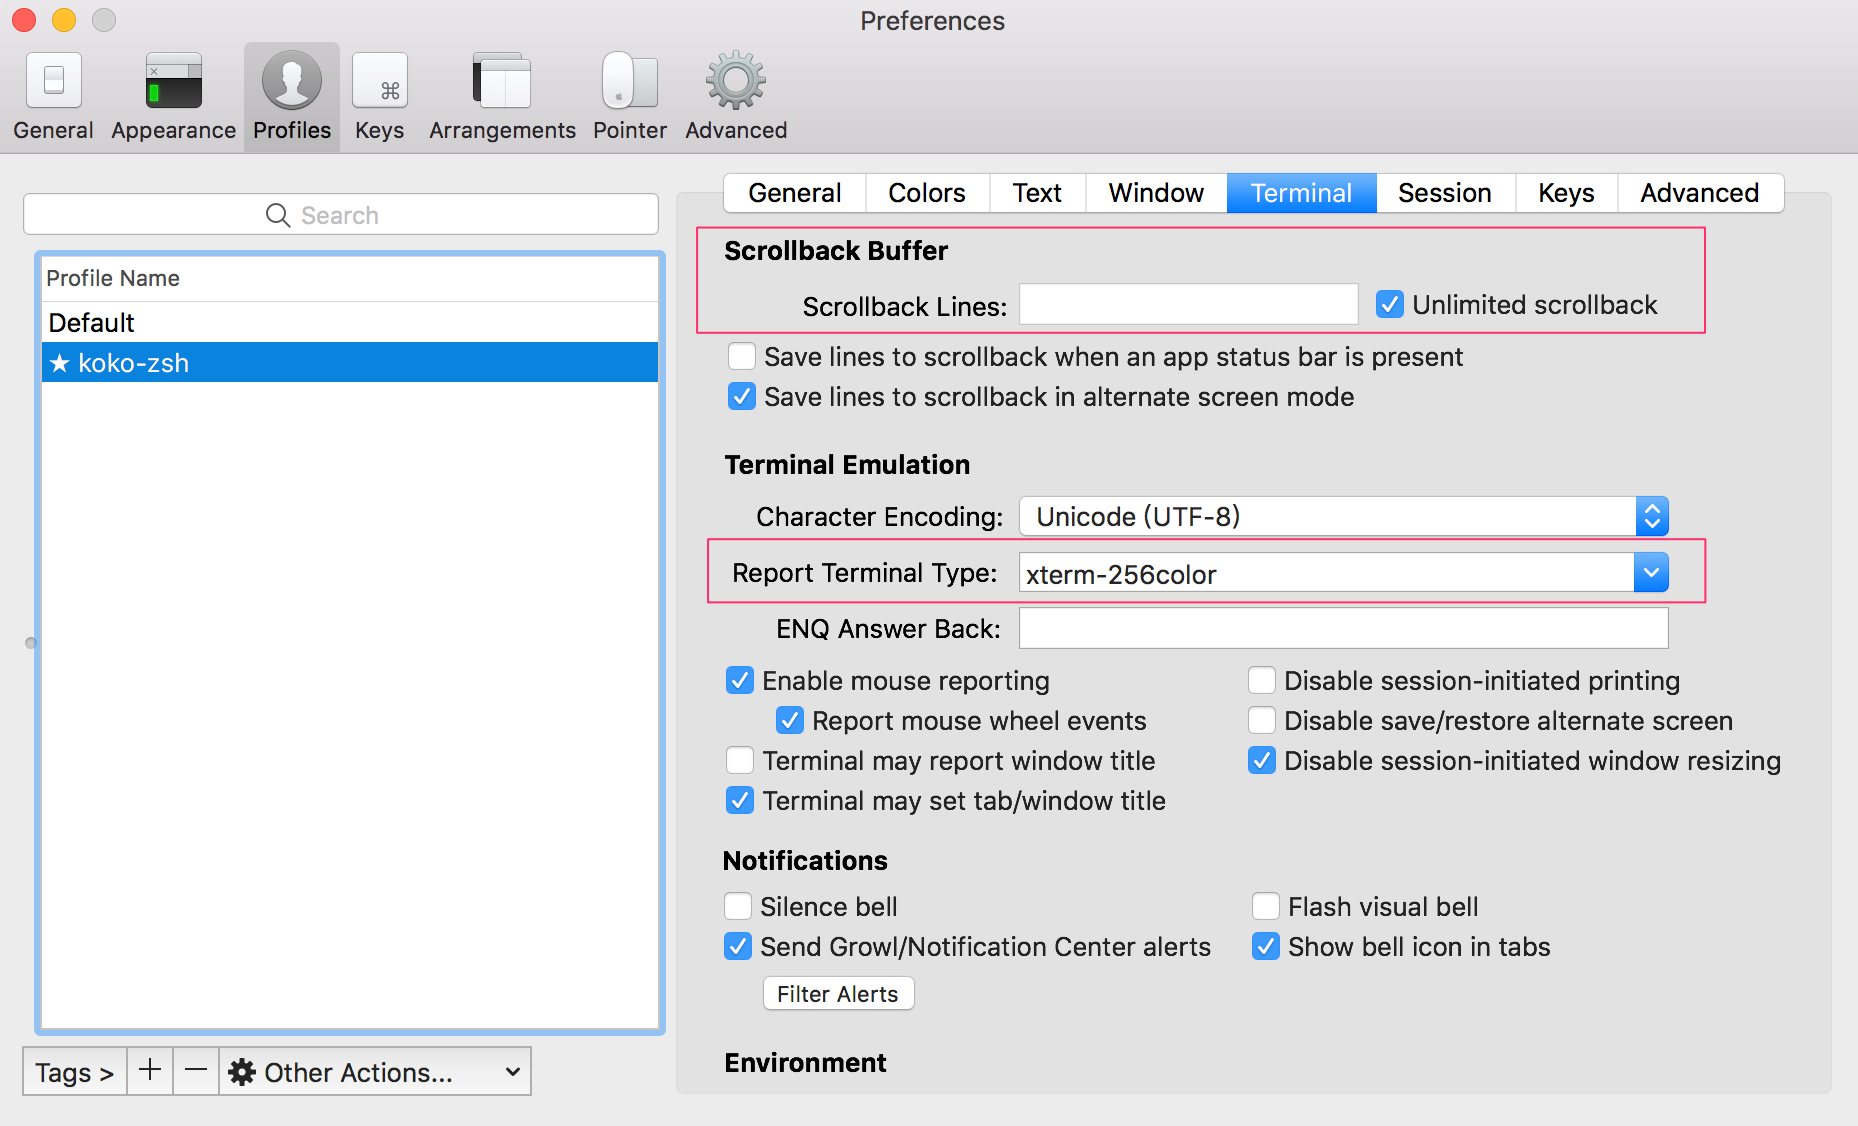 Preferences
General Appearance Profiles Keys Arrangements Pointer Advanced
Search
Profile Name
Default
★ koko-zsh
Tags > + − Other Actions...
General Colors Text Window Terminal Session Keys Advanced
Scrollback Buffer
Scrollback Lines: Unlimited scrollback
Save lines to scrollback when an app status bar is present
Save lines to scrollback in alternate screen mode
Terminal Emulation
Character Encoding: Unicode (UTF-8)
Report Terminal Type: xterm-256color
ENQ Answer Back:
Enable mouse reporting Disable session-initiated printing
Report mouse wheel events Disable save/restore alternate screen
Terminal may report window title Disable session-initiated window resizing
Terminal may set tab/window title
Notifications
Silence bell Flash visual bell
Send Growl/Notification Center alerts Show bell icon in tabs
Filter Alerts
Environment